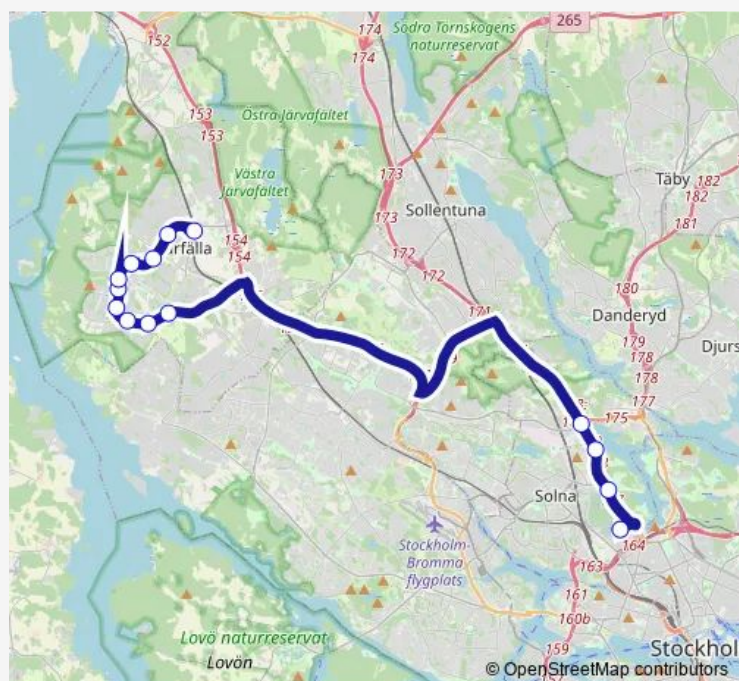 265
174
174
Södra Tornskogens
naturreservat
152
153
153
Östra Järvafältet
Västra
Järvafältet
173
173
Täby
182
182
181
Sollentuna
154
154
rfälla
172
172
180
171
Danderyd
179
178
178
Djurs
177
175
Solna
164
Stockholm-
Bromma
flygplats
163
161
160b
159
Lovö naturreservat
Lovön
Stockhol
© OpenStreetMap contributors